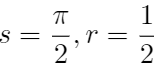 s = π/2, r = 1/2